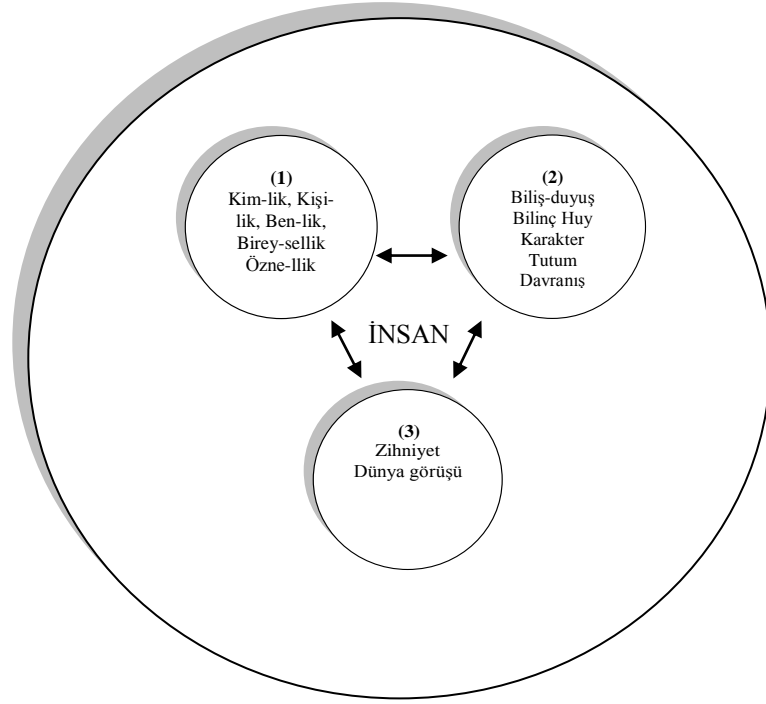 (1)
Kim-lik, Kişi-
lik, Ben-lik,
Birey-sellik
Özne-llik
(2)
Biliş-duyuş
Bilinç Huy
Karakter
Tutum
Davranış
İNSAN
(3)
Zihniyet
Dünya görüşü